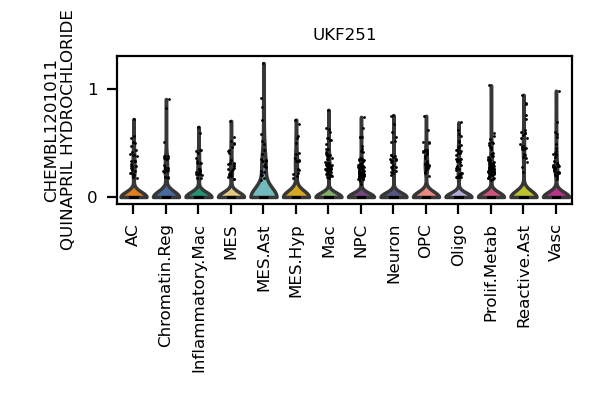 UKF251
CHEMBL1201011
QUINAPRIL HYDROCHLORIDE
1
0
AC
Chromatin.Reg
Inflammatory.Mac
MES
MES.Ast
MES.Hyp
Mac
NPC
Neuron
OPC
Oligo
Prolif.Metab
Reactive.Ast
Vasc